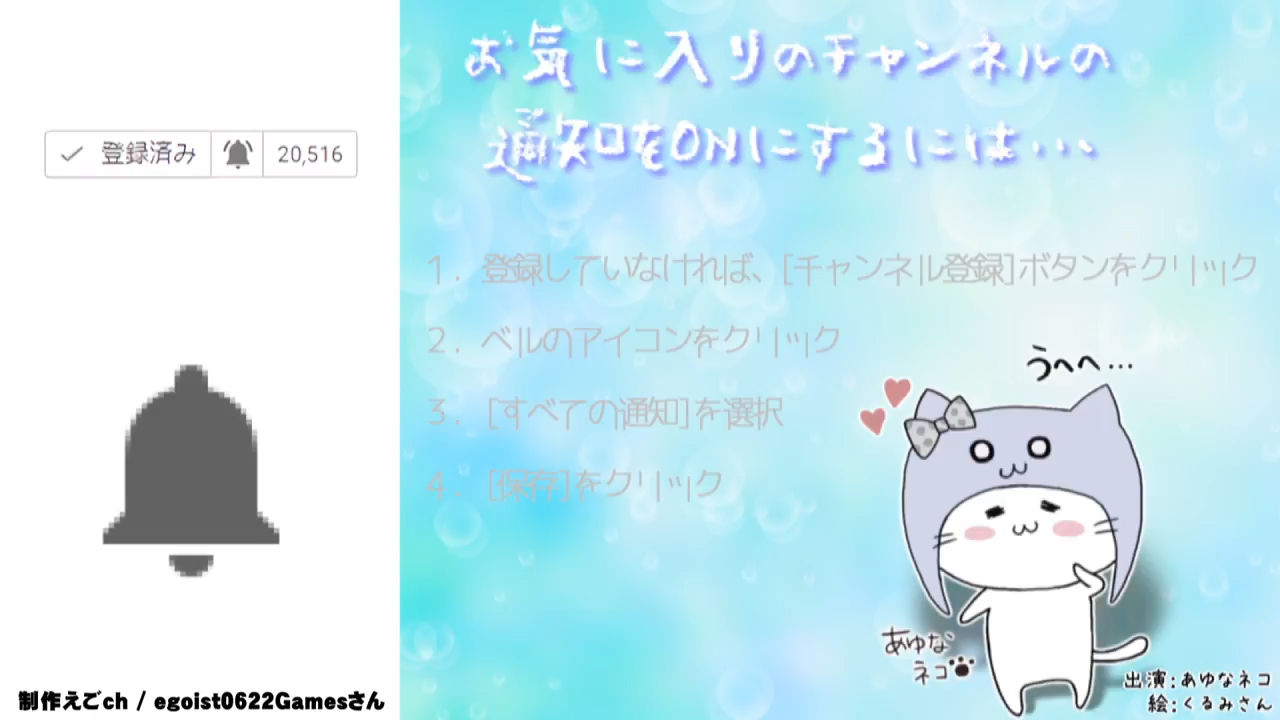 お気に入りのチャンネルの
通知をONにするには・・・
登録済み 20,516
1. 登録していなければ、[チャンネル登録]ボタンをクリック
2. ベルのアイコンをクリック
3. [すべての通知]を選択
4. [保存]をクリック
うへへ…
あゆな
ネコ
出演:あゆなネコ
絵:くるみさん
制作えごch / egoist0622Gamesさん